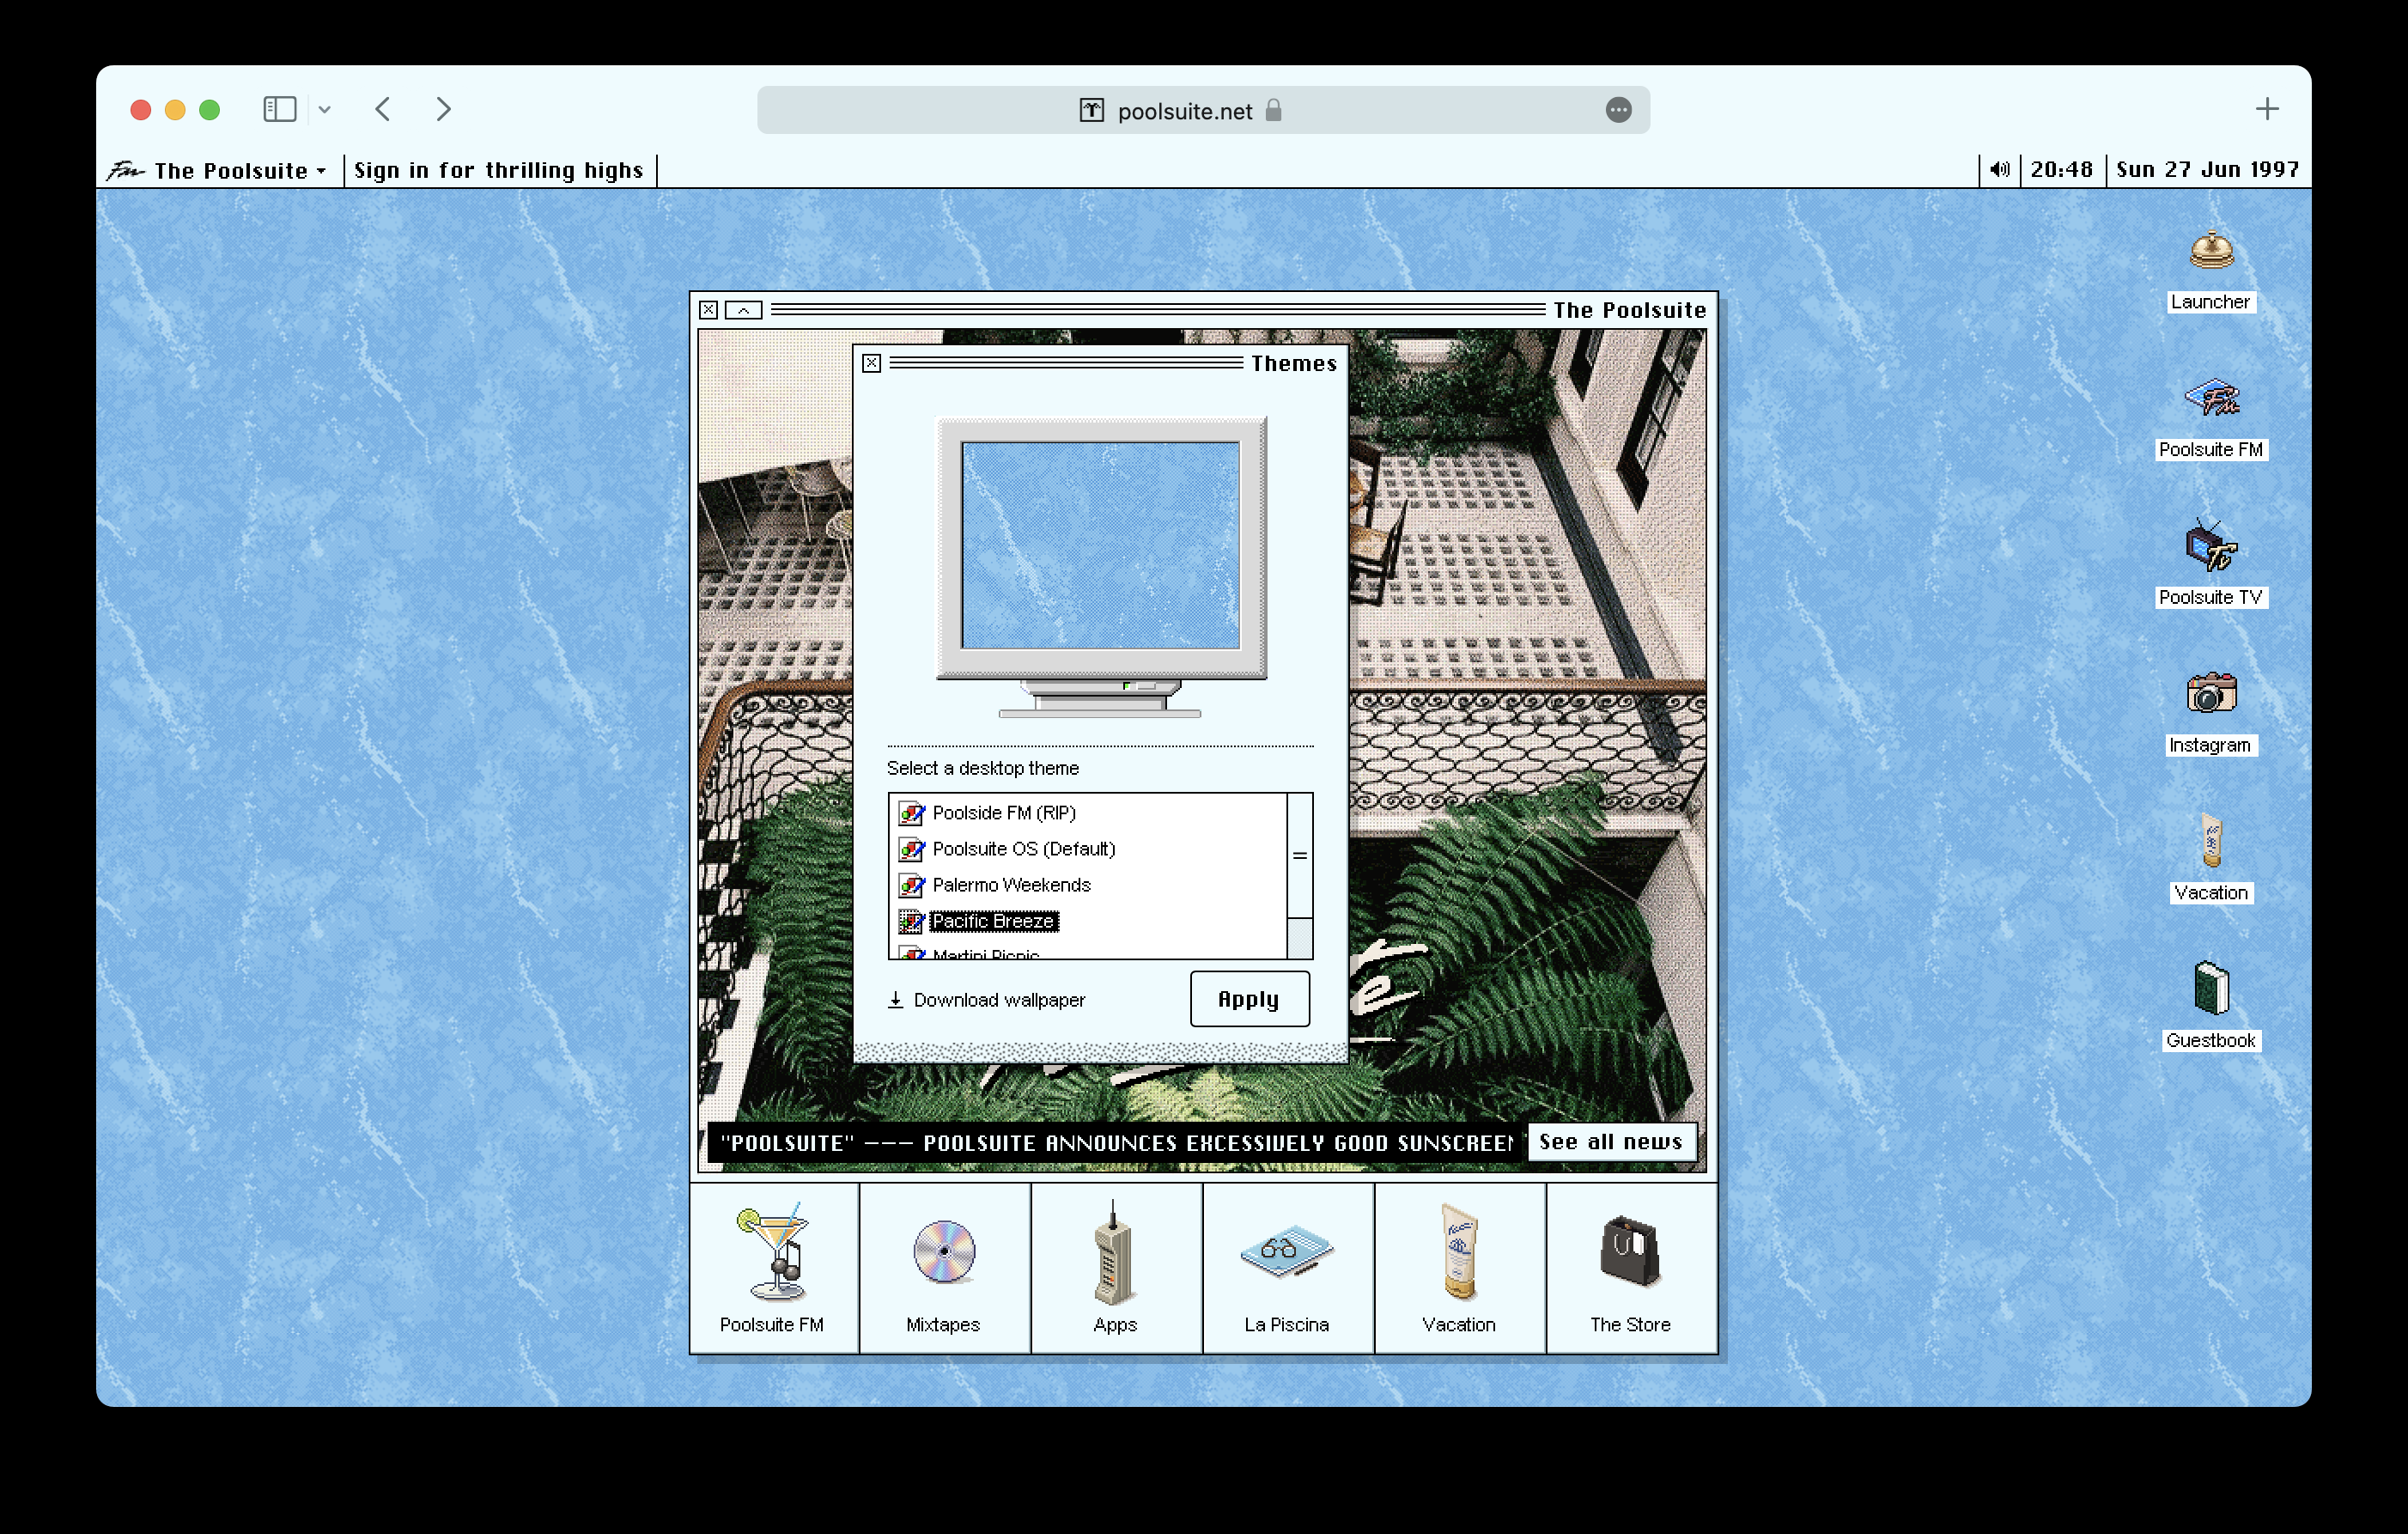 poolsuite.net
The Poolsuite
Sign in for thrilling highs
20:48
Sun 27 Jun 1997
Launcher
Poolsuite FM
Poolsuite TV
Instagram
Vacation
Guestbook
The Poolsuite
Themes
Select a desktop theme
Poolside FM (RIP)
Poolsuite OS (Default)
Palermo Weekends
Pacific Breeze
Martini Picnic
Download wallpaper
Apply
"POOLSUITE" --- POOLSUITE ANNOUNCES EXCESSIVELY GOOD SUNSCREEN
See all news
Poolsuite FM
Mixtapes
Apps
La Piscina
Vacation
The Store